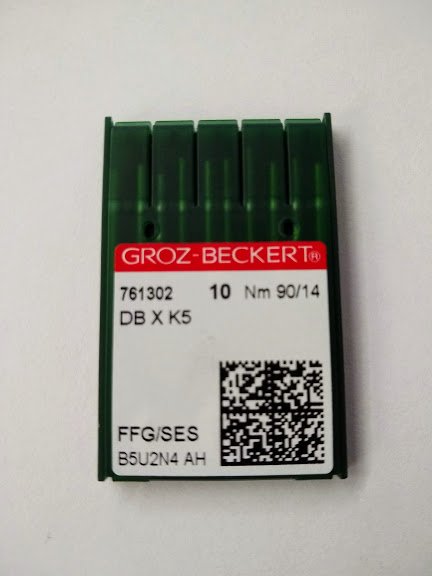 GROZ-BECKERT®
761302 10 Nm 90/14
DB X K5
FFG/SES
B5U2N4 AH